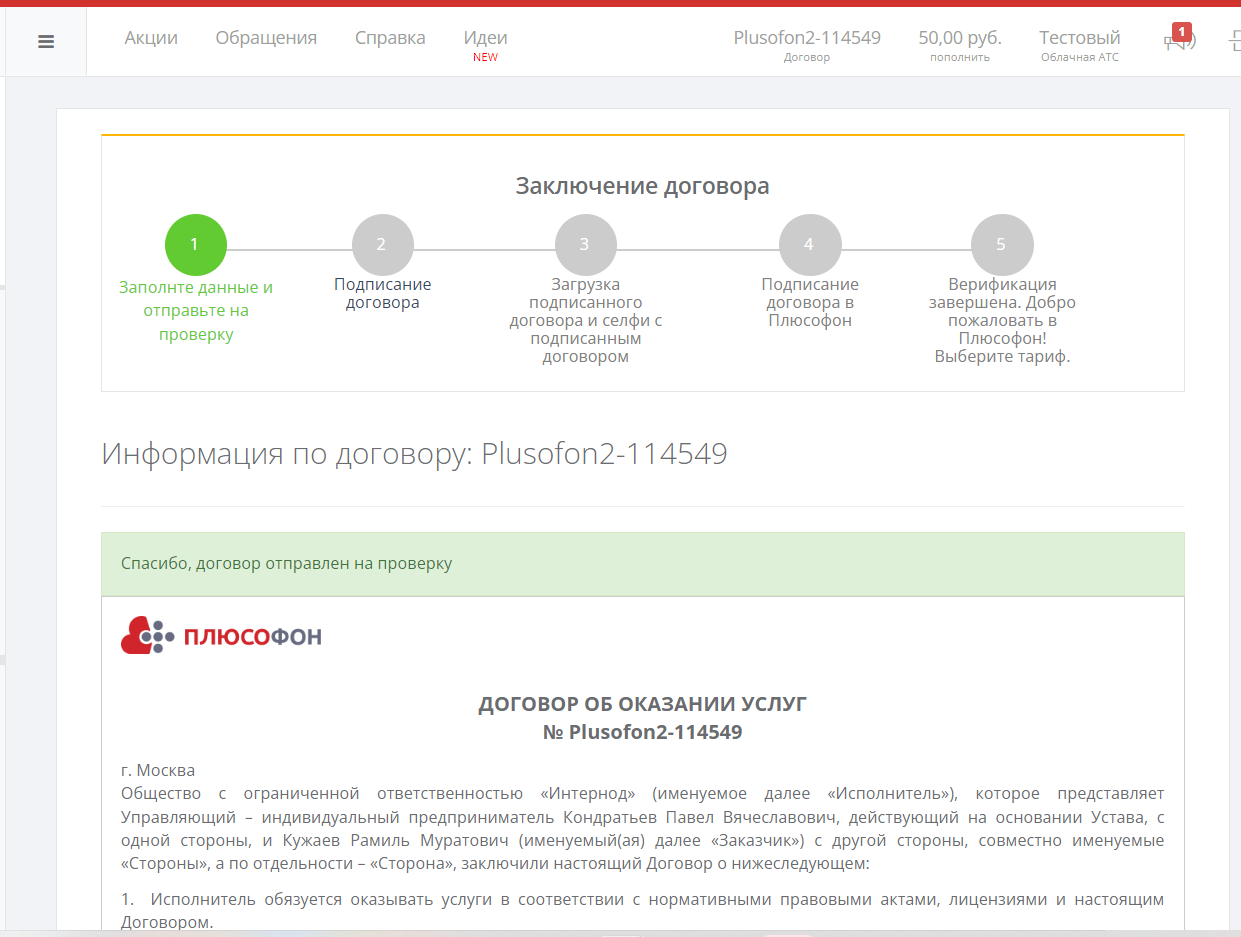 Акции
Обращения
Справка
Идеи
NEW
Plusofon2-114549
Договор
50,00 руб.
пополнить
Тестовый
Облачная АТС
1
Заключение договора
1
Заполнте данные и
отправьте на
проверку
2
Подписание
договора
3
Загрузка
подписанного
договора и селфи с
подписанным
договором
4
Подписание
договора в
Плюсофон
5
Верификация
завершена. Добро
пожаловать в
Плюсофон!
Выберите тариф.
Информация по договору: Plusofon2-114549
Спасибо, договор отправлен на проверку
ПЛЮСОФОН
ДОГОВОР ОБ ОКАЗАНИИ УСЛУГ
№ Plusofon2-114549
г. Москва
Общество с ограниченной ответственностью «Интернод» (именуемое далее «Исполнитель»), которое представляет
Управляющий – индивидуальный предприниматель Кондратьев Павел Вячеславович, действующий на основании Устава, с
одной стороны, и Кужаев Рамиль Муратович (именуемый(ая) далее «Заказчик») с другой стороны, совместно именуемые
«Стороны», а по отдельности – «Сторона», заключили настоящий Договор о нижеследующем:
1. Исполнитель обязуется оказывать услуги в соответствии с нормативными правовыми актами, лицензиями и настоящим
Договором.